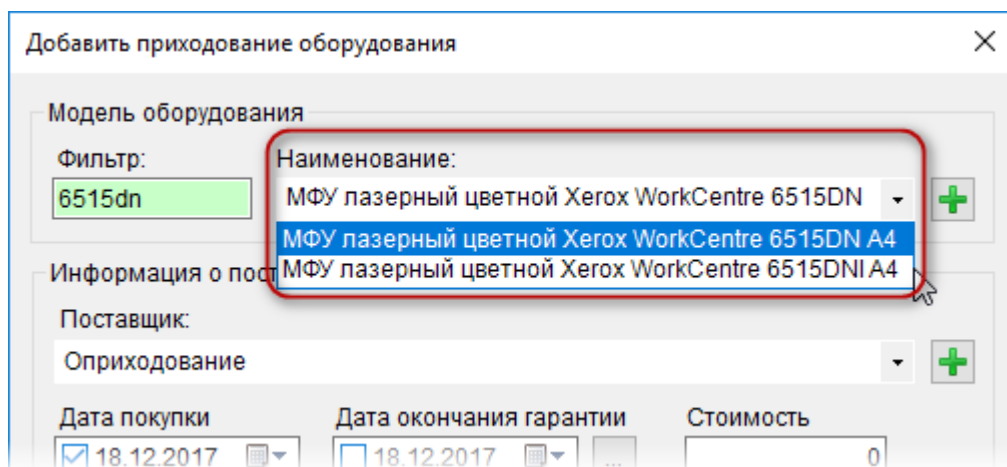 Добавить приходование оборудования
Модель оборудования
Фильтр: Наименование:
6515dn МФУ лазерный цветной Xerox WorkCentre 6515DN
МФУ лазерный цветной Xerox WorkCentre 6515DN A4
МФУ лазерный цветной Xerox WorkCentre 6515DNI A4
Информация о пос
Поставщик:
Оприходование
Дата покупки Дата окончания гарантии Стоимость
18.12.2017 18.12.2017 ... 0